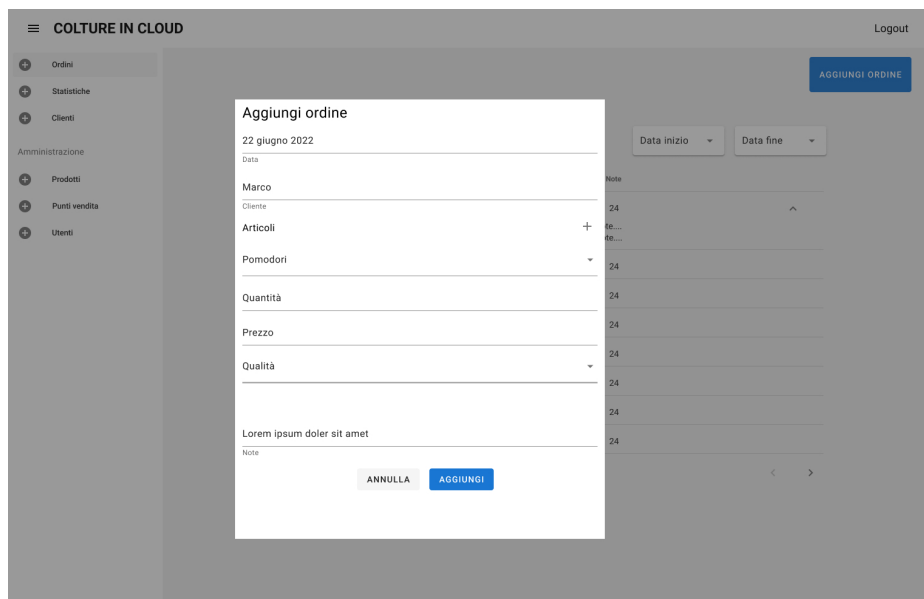 COLTURE IN CLOUD
Logout
Ordini
Statistiche
Clienti
Amministrazione
Prodotti
Punti vendita
Utenti
AGGIUNGI ORDINE
Data inizio
Data fine
Aggiungi ordine
22 giugno 2022
Data
Marco
Cliente
Articoli
Pomodori
Quantità
Prezzo
Qualità
Lorem ipsum doler sit amet
Note
ANNULLA
AGGIUNGI
Note
24
24
24
24
24
24
24
24